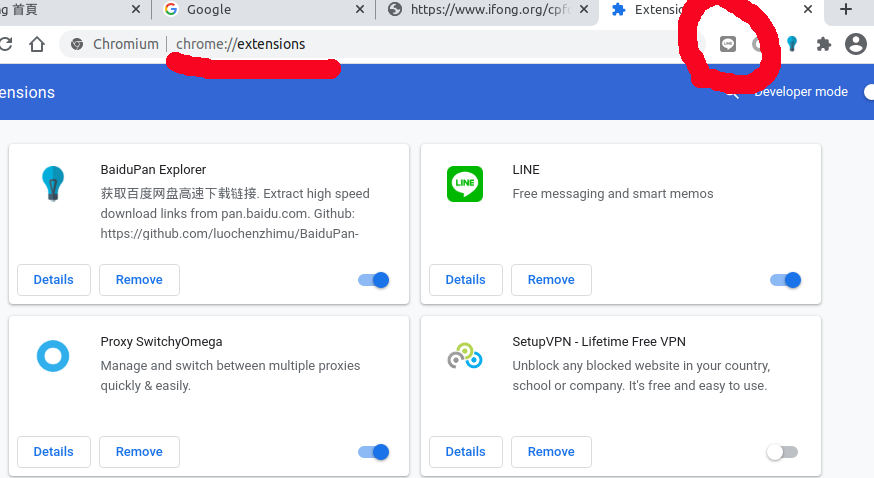 ng 首頁
Google
https://www.ifong.org/cpf
Extens
Chromium
chrome://extensions
ensions
Developer mode
BaiduPan Explorer
获取百度网盘高速下载链接. Extract high speed
download links from pan.baidu.com. Github:
https://github.com/luochenzhimu/BaiduPan-
Details
Remove
LINE
LINE
Free messaging and smart memos
Details
Remove
Proxy SwitchyOmega
Manage and switch between multiple proxies
quickly & easily.
Details
Remove
SetupVPN - Lifetime Free VPN
Unblock any blocked website in your country,
school or company. It's free and easy to use.
Details
Remove